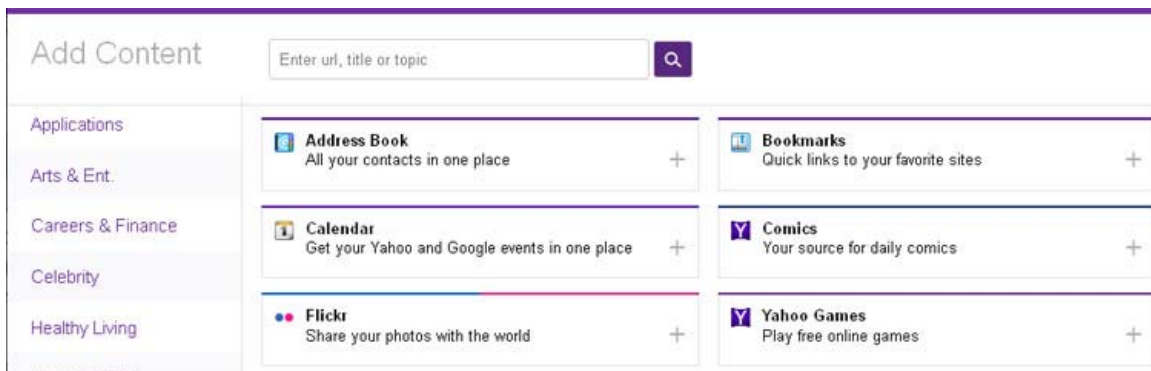 Add Content
Enter url, title or topic
Applications
Arts & Ent.
Careers & Finance
Celebrity
Healthy Living
Address Book
All your contacts in one place
Bookmarks
Quick links to your favorite sites
Calendar
Get your Yahoo and Google events in one place
Comics
Your source for daily comics
Flickr
Share your photos with the world
Yahoo Games
Play free online games